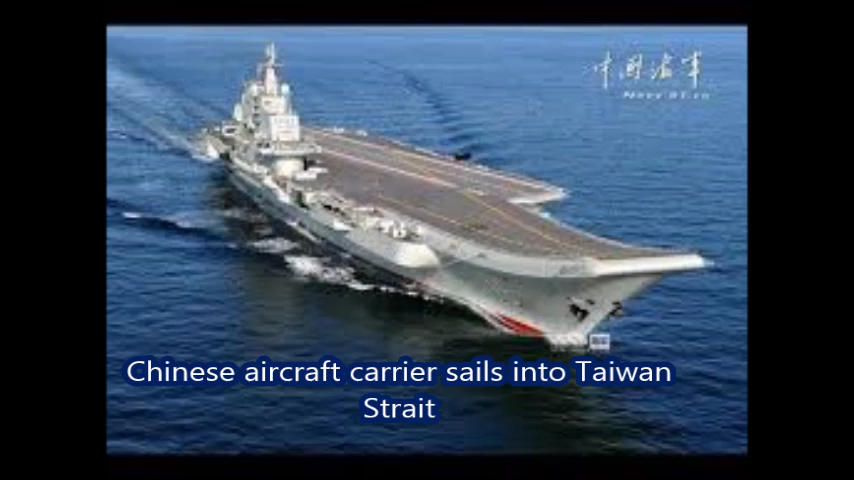 中国海军
Chinese aircraft carrier sails into Taiwan
Strait